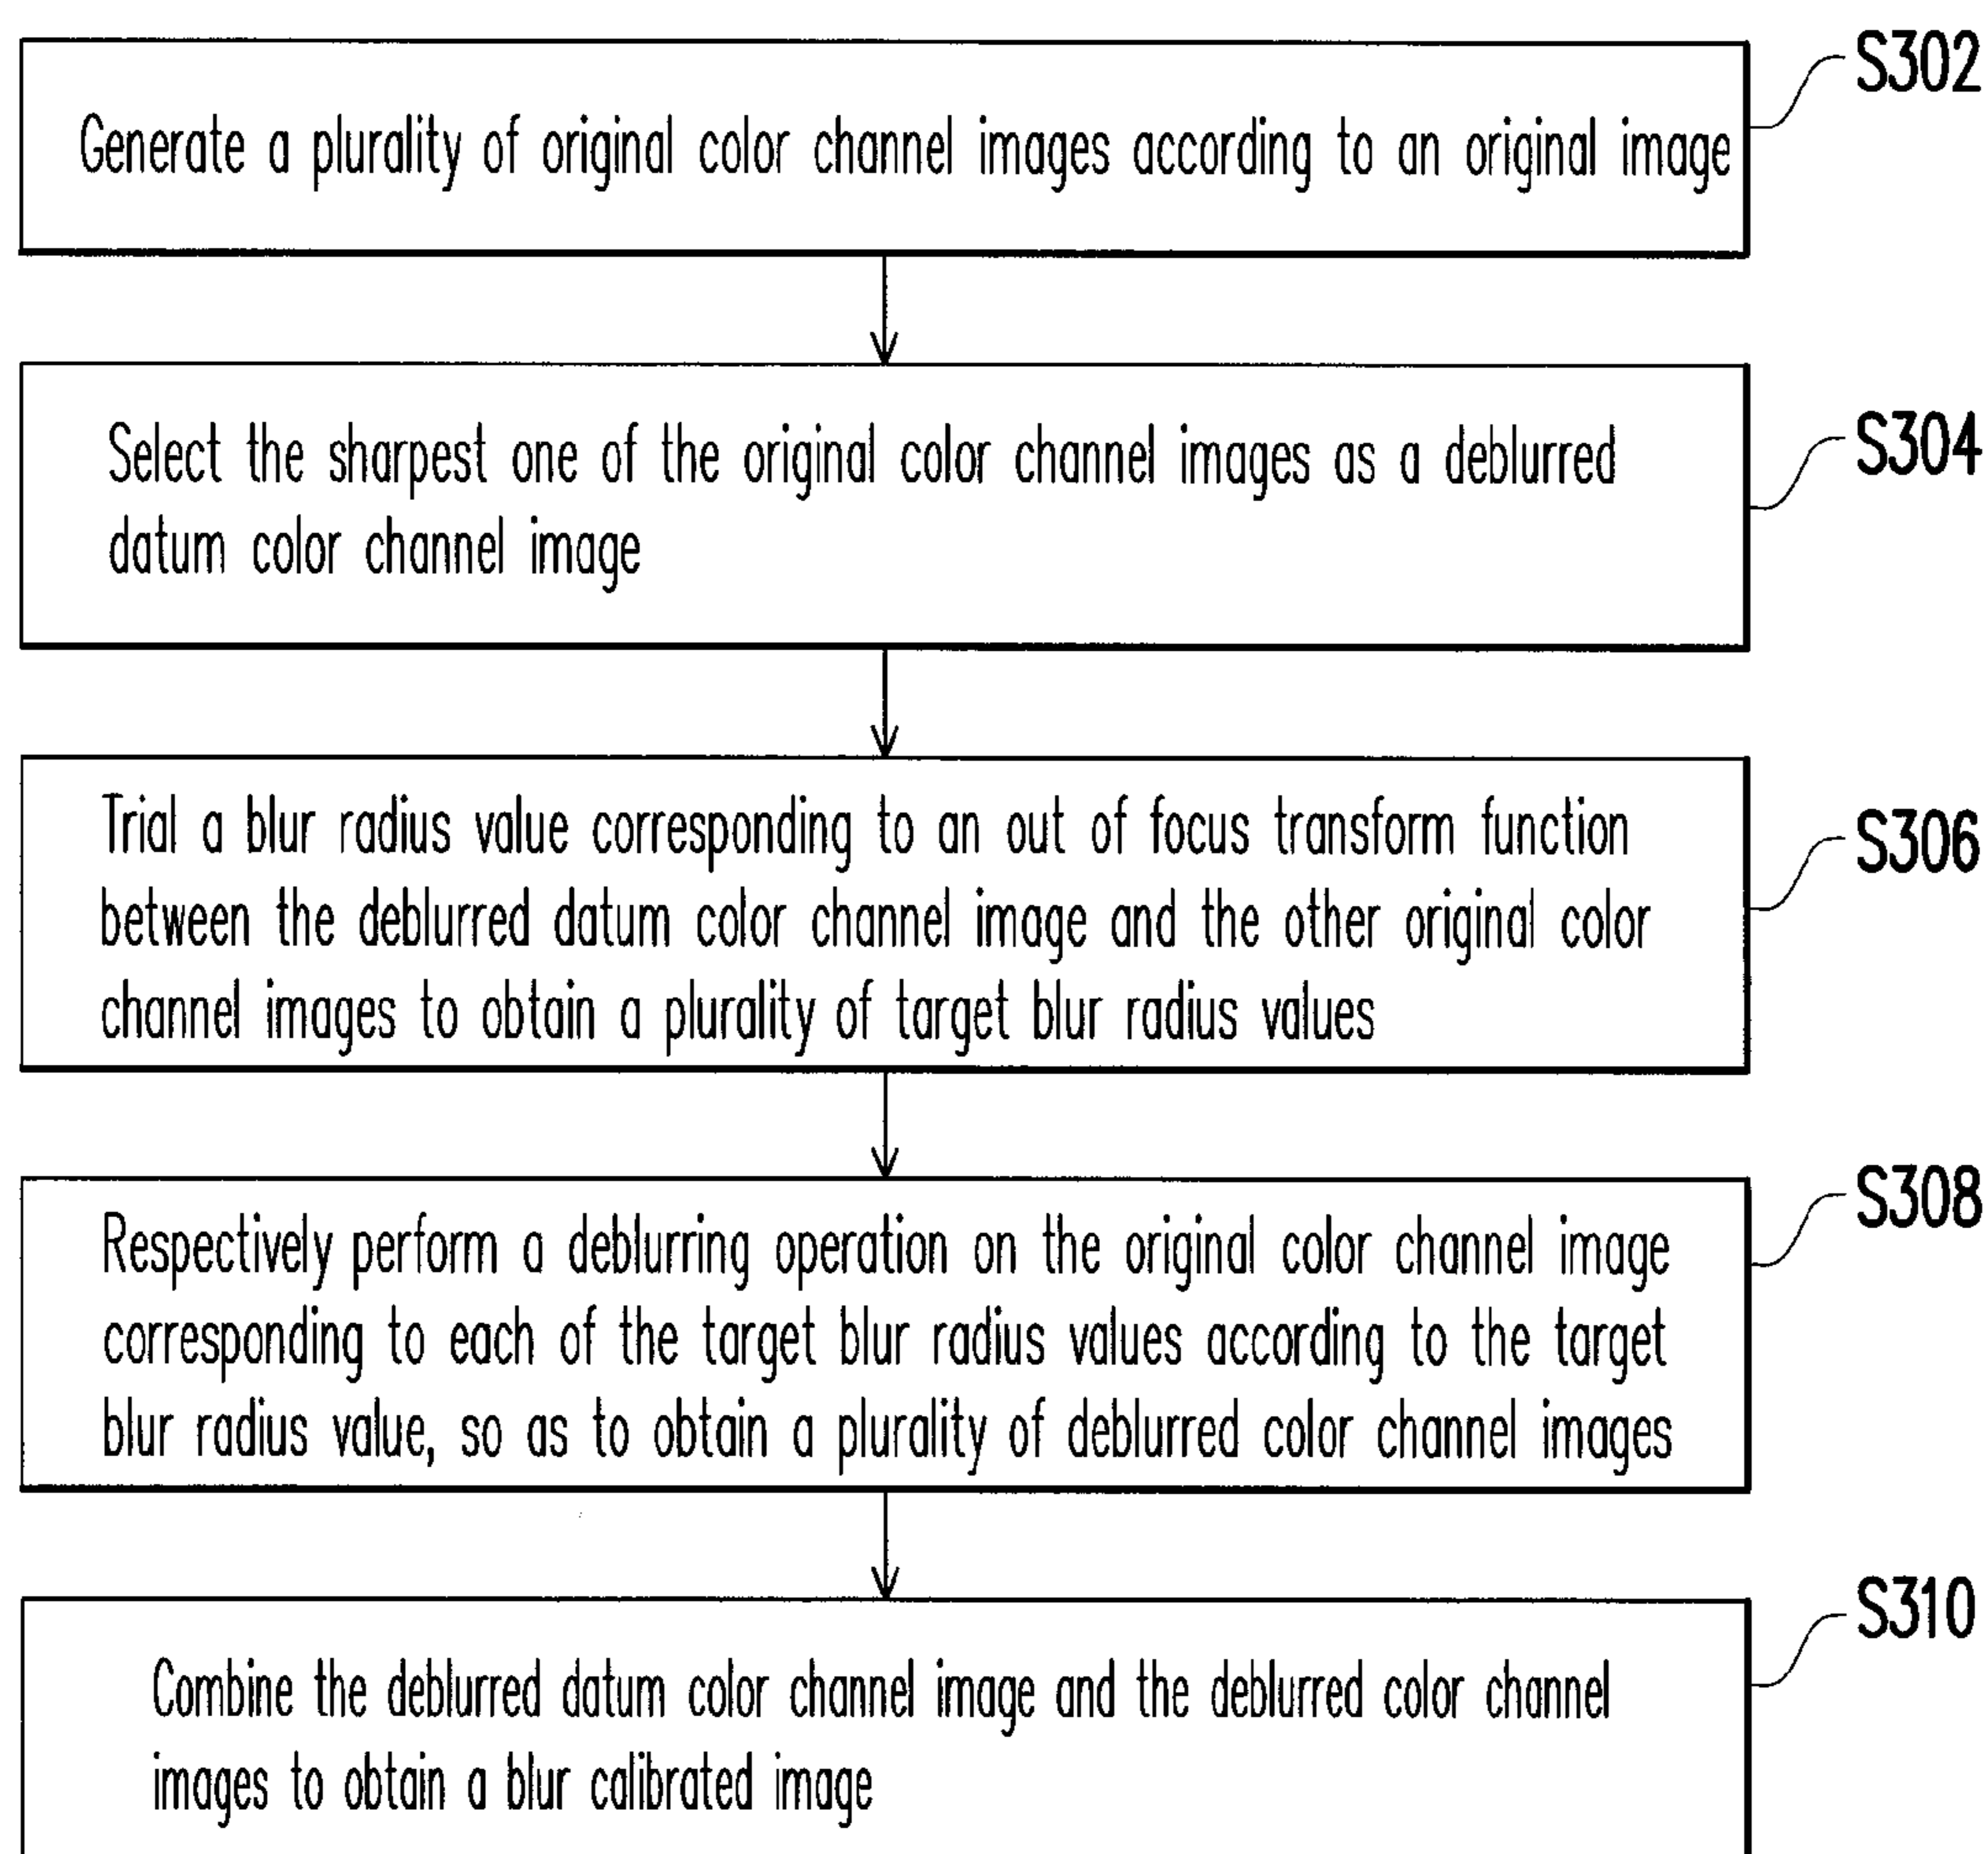 S302
Generate a plurality of original color channel images according to an original image
S304
Select the sharpest one of the original color channel images as a deblurred
datum color channel image
S306
Trial a blur radius value corresponding to an out of focus transform function
between the deblurred datum color channel image and the other original color
channel images to obtain a plurality of target blur radius values
S308
Respectively perform a deblurring operation on the original color channel image
corresponding to each of the target blur radius values according to the target
blur radius value, so as to obtain a plurality of deblurred color channel images
S310
Combine the deblurred datum color channel image and the deblurred color channel
images to obtain a blur calibrated image